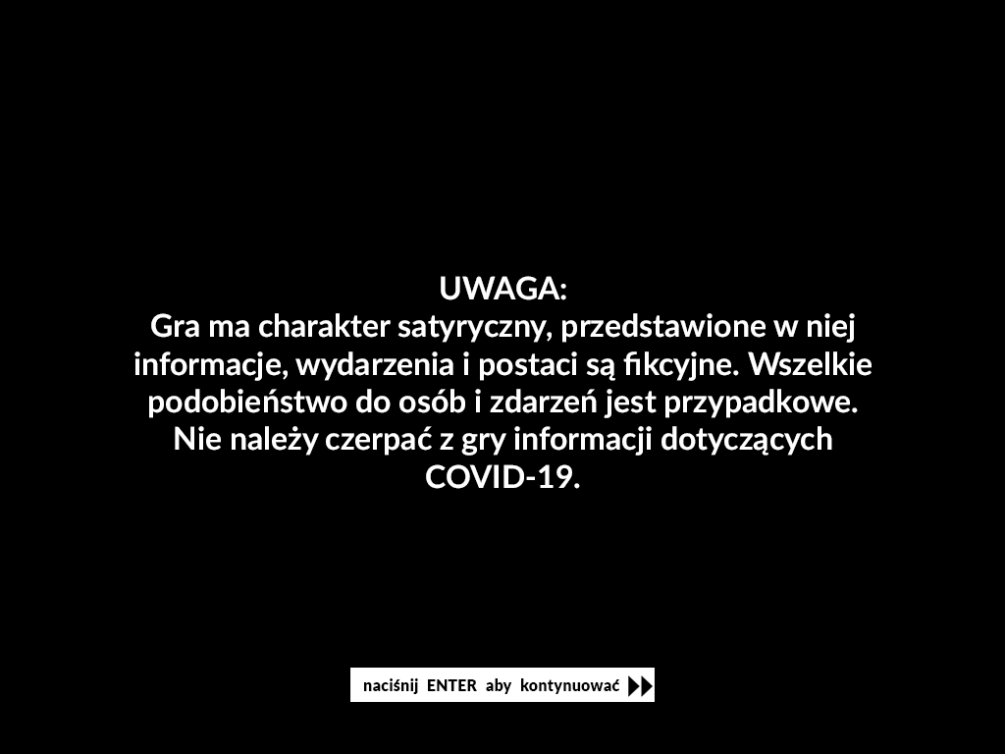 UWAGA:
Gra ma charakter satyryczny, przedstawione w niej
informacje, wydarzenia i postaci są fikcyjne. Wszelkie
podobieństwo do osób i zdarzeń jest przypadkowe.
Nie należy czerpać z gry informacji dotyczących
COVID-19.
naciśnij ENTER aby kontynuować